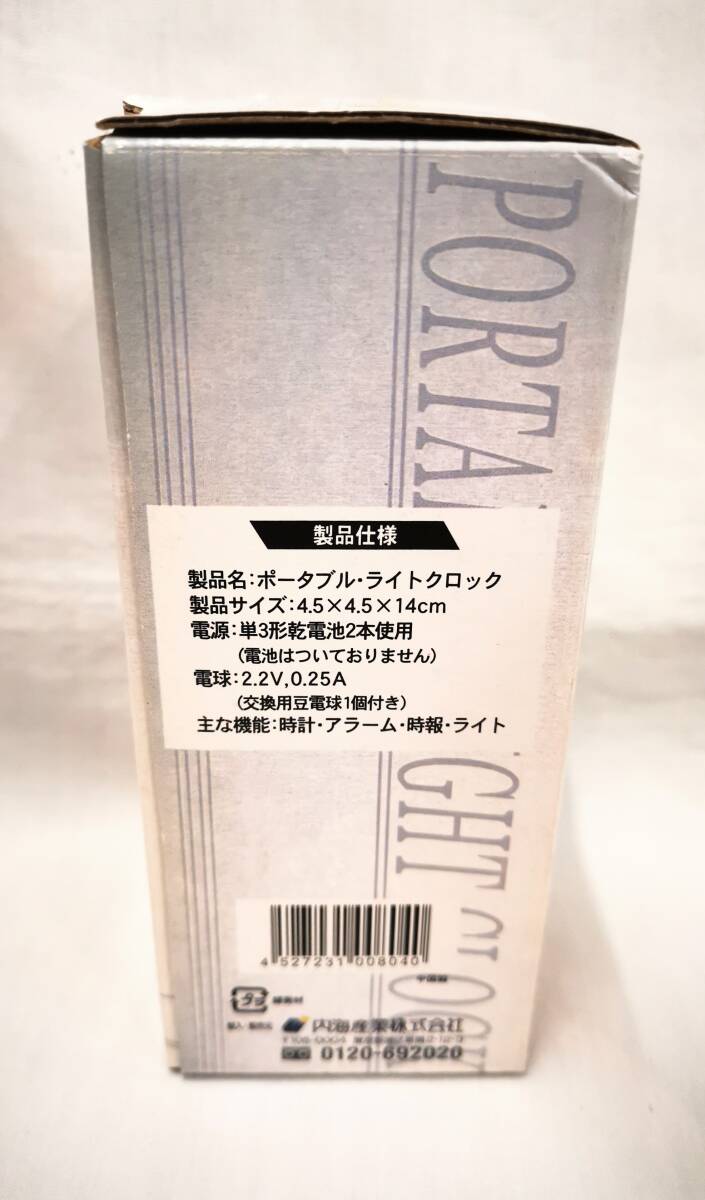 PORTA
GHT CLOCK
製品仕様
製品名:ポータブル・ライトクロック
製品サイズ:4.5×4.5×14cm
電源:単3形乾電池2本使用
(電池はついておりません)
電球:2.2V,0.25A
(交換用豆電球1個付き)
主な機能:時計・アラーム・時報・ライト
4 527231 008040
中国製
緩衝材
内海産業株式会社
0120-692020